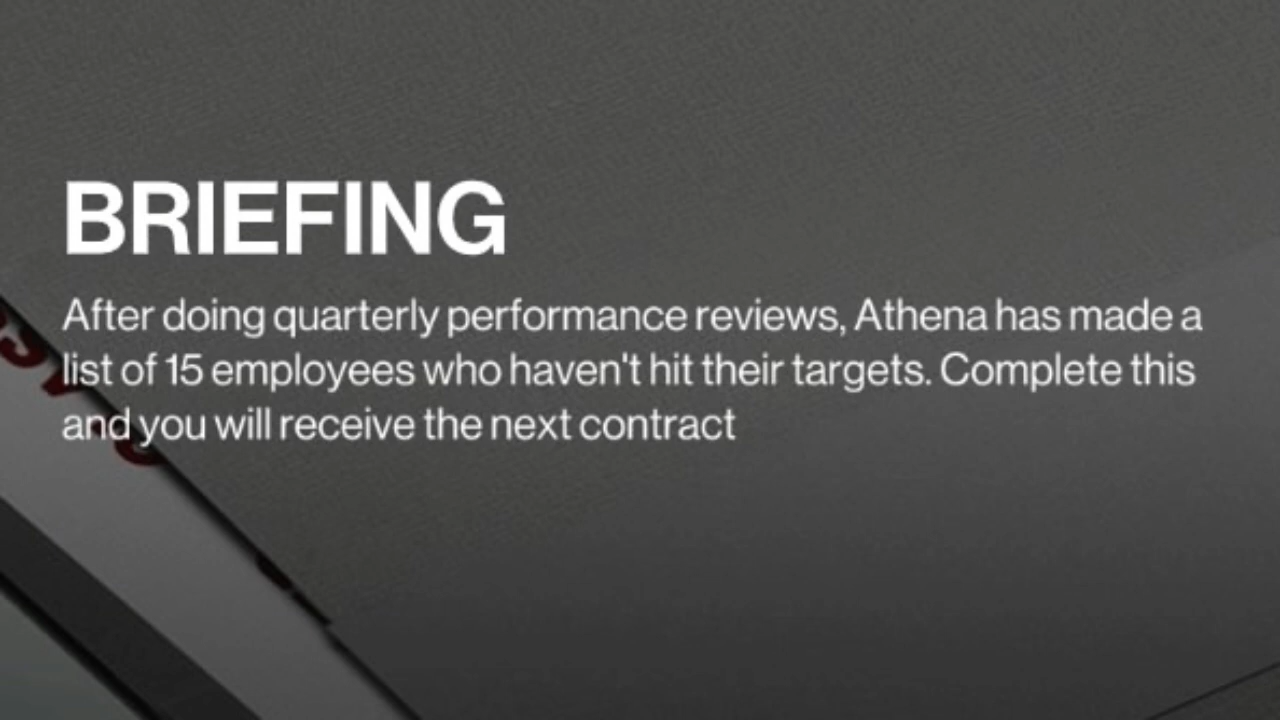 BRIEFING
After doing quarterly performance reviews, Athena has made a
list of 15 employees who haven't hit their targets. Complete this
and you will receive the next contract